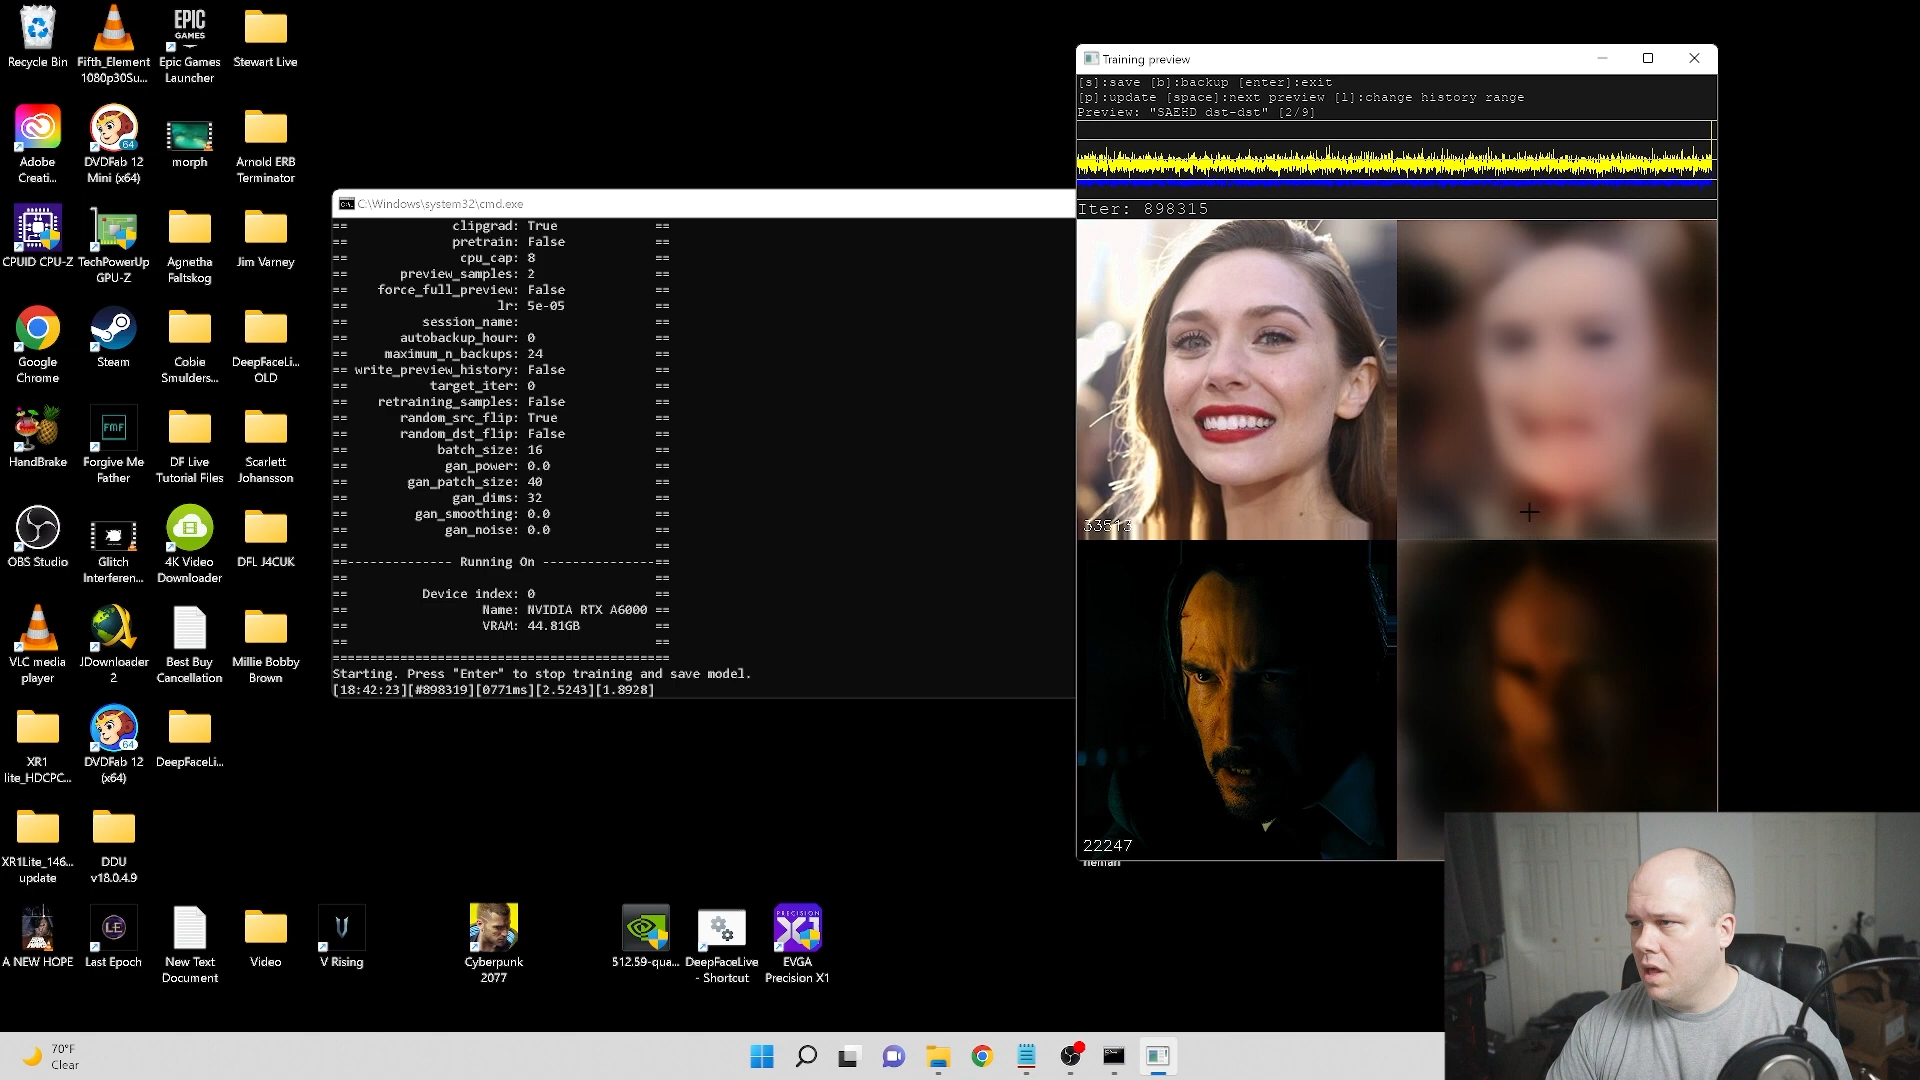 Recycle Bin
Fifth_Element
1080p30Su...
EPIC
GAMES
Epic Games
Launcher
Stewart Live
Adobe
Creati...
64
DVDFab 12
Mini (x64)
morph
Arnold ERB
Terminator
CPUID CPU-Z
TechPowerUp
GPU-Z
Agnetha
Faltskog
Jim Varney
Google
Chrome
Steam
Cobie
Smulders...
DeepFaceLi...
OLD
HandBrake
FMF
Forgive Me
Father
DF Live
Tutorial Files
Scarlett
Johansson
OBS Studio
Glitch
Interferen...
4K Video
Downloader
DFL J4CUK
VLC media
player
JDownloader
2
Best Buy
Cancellation
Millie Bobby
Brown
XR1
lite_HDCPC...
64
DVDFab 12
(x64)
DeepFaceLi...
XR1Lite_146...
update
DDU
v18.0.4.9
A NEW HOPE
LE
Last Epoch
New Text
Document
Video
V Rising
Cyberpunk
2077
512.59-qua...
DeepFaceLive
- Shortcut
PRECISION
X1
EVGA
Precision X1
C:\Windows\system32\cmd.exe
== clipgrad: True ==
== pretrain: False ==
== cpu_cap: 8 ==
== preview_samples: 2 ==
== force_full_preview: False ==
== lr: 5e-05 ==
== session_name: ==
== autobackup_hour: 0 ==
== maximum_n_backups: 24 ==
== write_preview_history: False ==
== target_iter: 0 ==
== retraining_samples: False ==
== random_src_flip: True ==
== random_dst_flip: False ==
== batch_size: 16 ==
== gan_power: 0.0 ==
== gan_patch_size: 40 ==
== gan_dims: 32 ==
== gan_smoothing: 0.0 ==
== gan_noise: 0.0 ==
== ==
==-------------- Running On ---------------==
== ==
== Device index: 0 ==
== Name: NVIDIA RTX A6000 ==
== VRAM: 44.81GB ==
== ==
=============================================
Starting. Press "Enter" to stop training and save model.
[18:42:23][#898319][0771ms][2.5243][1.8928]
Training preview
[s]:save [b]:backup [enter]:exit
[p]:update [space]:next preview [l]:change history range
Preview: "SAEHD dst-dst" [2/9]
Iter: 898315
33513
22247
heman
70°F
Clear